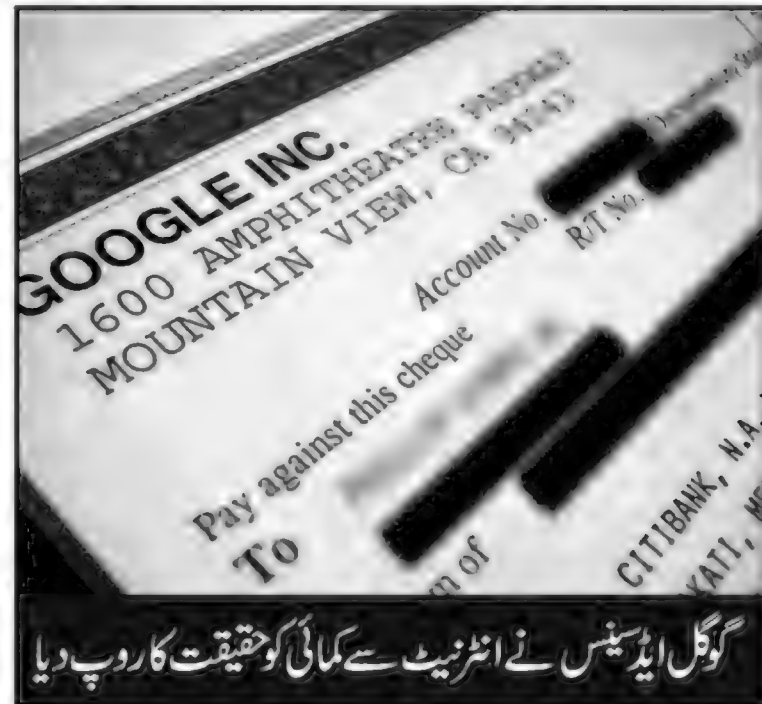 GOOGLE INC.
1600 AMPHITHEATRE PARKWAY
MOUNTAIN VIEW, CA
Account No.
R/T No.
Pay against this cheque
To
of
CITIBANK, N.A.
گوگل ایڈسینس نے انٹرنیٹ سے کمائی کو حقیقت کا روپ دیا